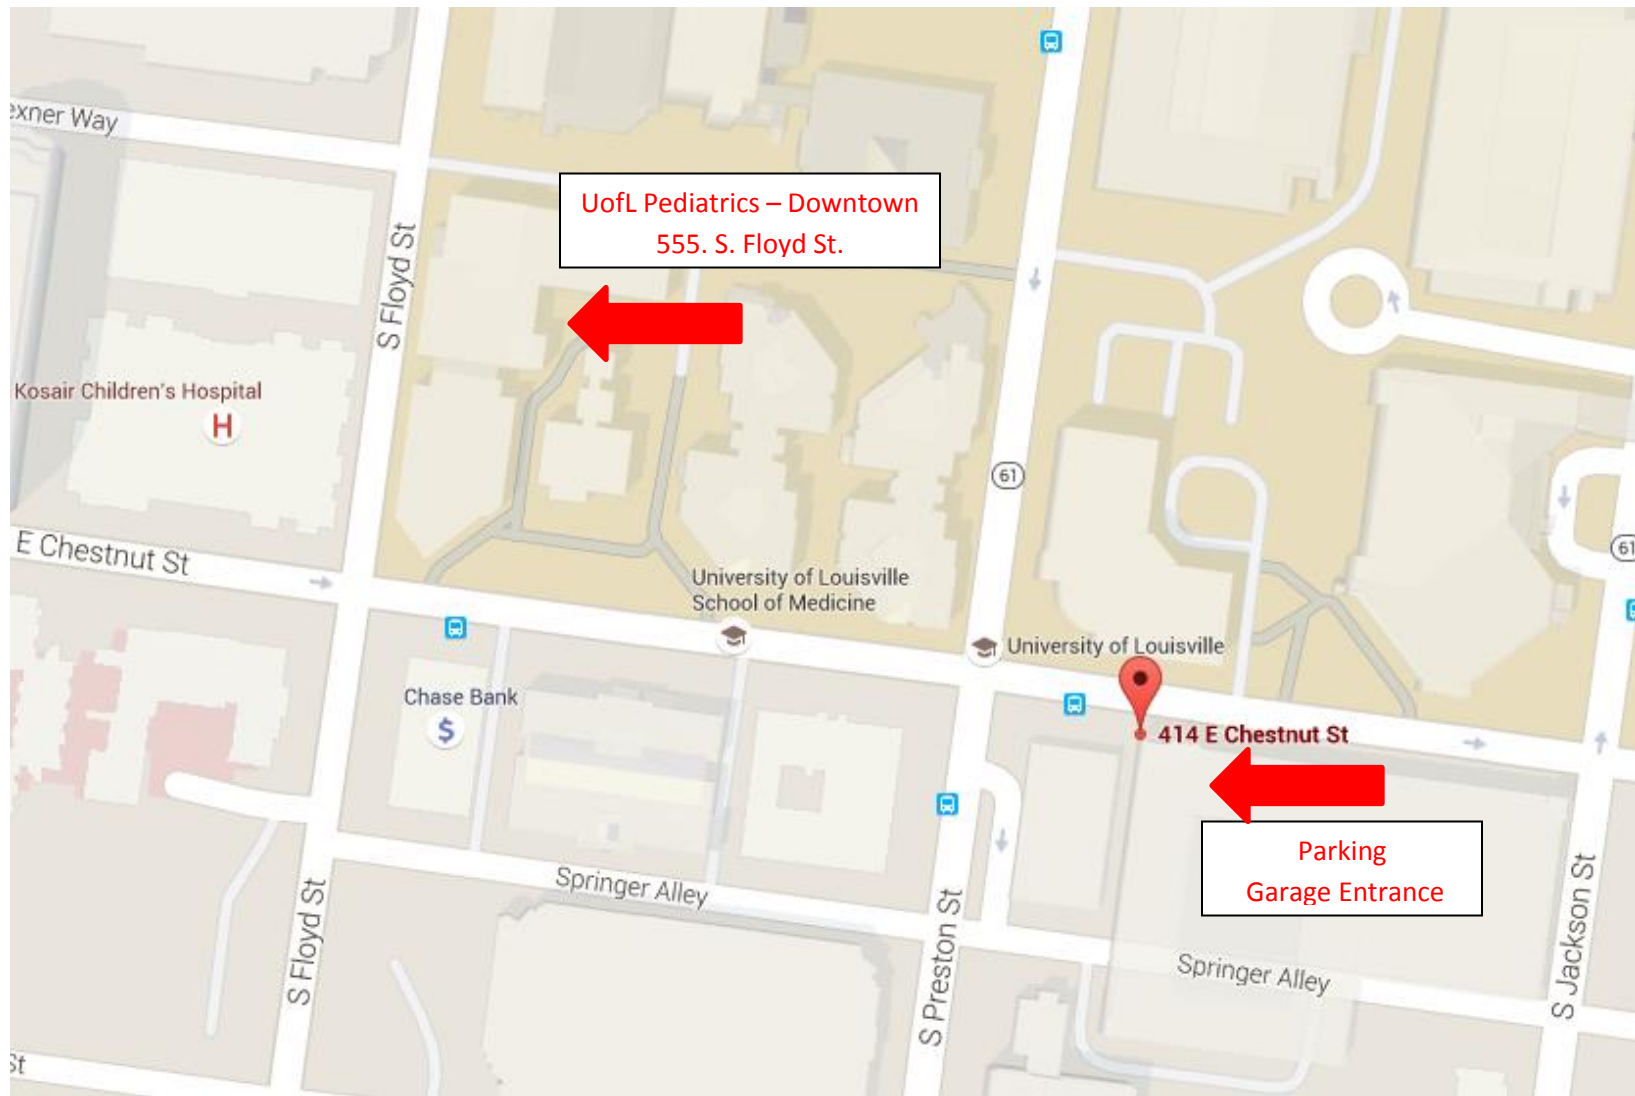 exner Way
UofL Pediatrics – Downtown
555. S. Floyd St.
S Floyd St
Kosair Children's Hospital
H
61
E Chestnut St
61
University of Louisville
School of Medicine
University of Louisville
Chase Bank
$
414 E Chestnut St
Parking
Garage Entrance
Springer Alley
S Floyd St
S Preston St
Springer Alley
S Jackson St
St